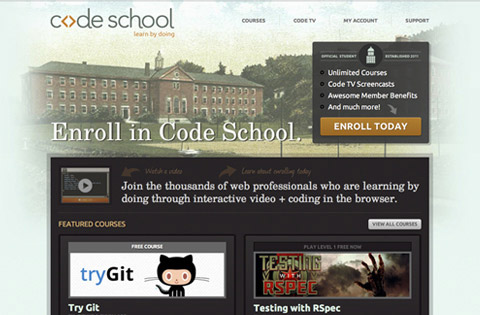 code school
learn by doing
COURSES
CODE TV
MY ACCOUNT
SUPPORT
OFFICIAL STUDENT
ESTABLISHED 2011
Unlimited Courses
Code TV Screencasts
Awesome Member Benefits
And much more!
ENROLL TODAY
Enroll in Code School.
Watch a video
Learn about enrolling today
Join the thousands of web professionals who are learning by
doing through interactive video + coding in the browser.
FEATURED COURSES
VIEW ALL COURSES
FREE COURSE
PLAY LEVEL 1 FREE NOW
tryGit
TESTING
WITH
RSPEC
Try Git
Testing with RSpec